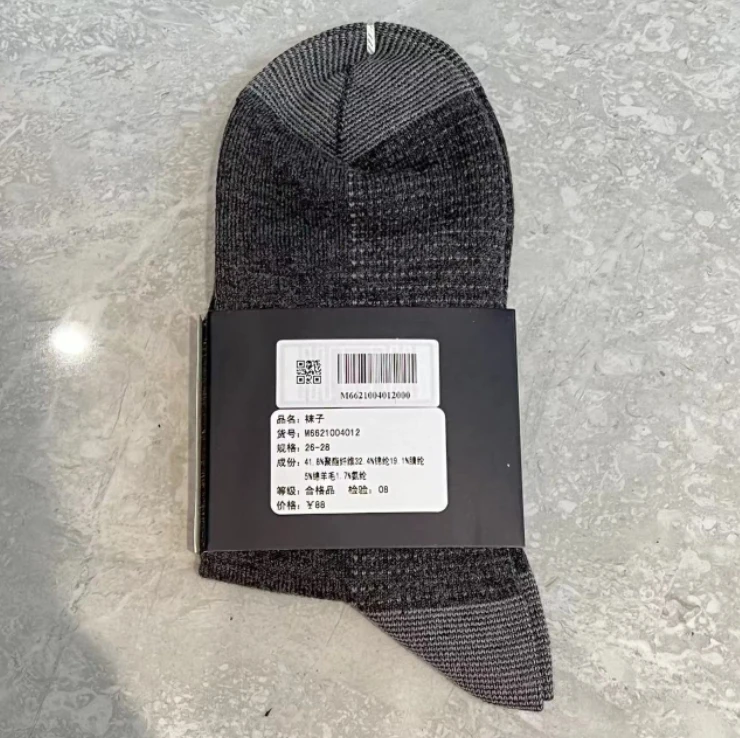 M6621004012000
品名：袜子
货号：M6621004012
规格：26-28
成份：41.8%聚酯纤维32.4%锦纶19.1%腈纶
5%绵羊毛1.7%氨纶
等级：合格品 检验：08
价格：￥88